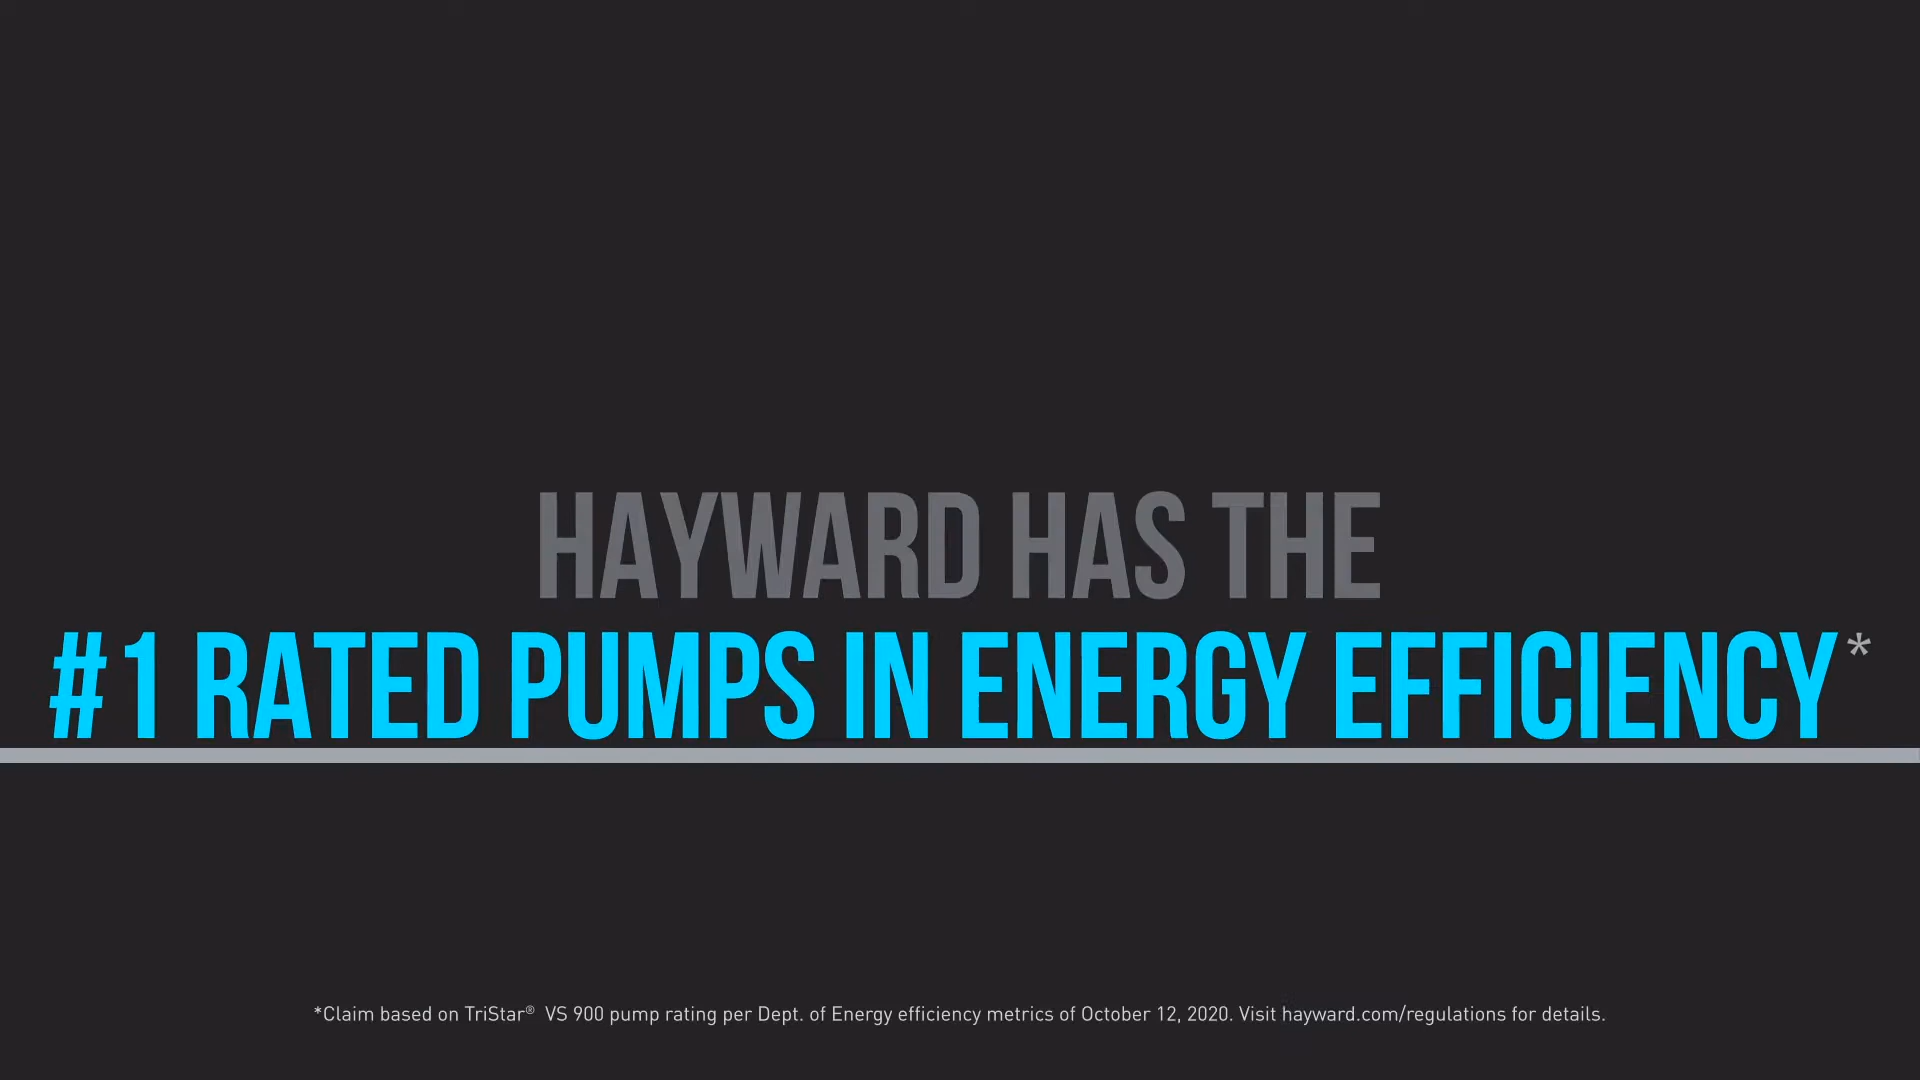 HAYWARD HAS THE
#1 RATED PUMPS IN ENERGY EFFICIENCY*
*Claim based on TriStar® VS 900 pump rating per Dept. of Energy efficiency metrics of October 12, 2020. Visit hayward.com/regulations for details.